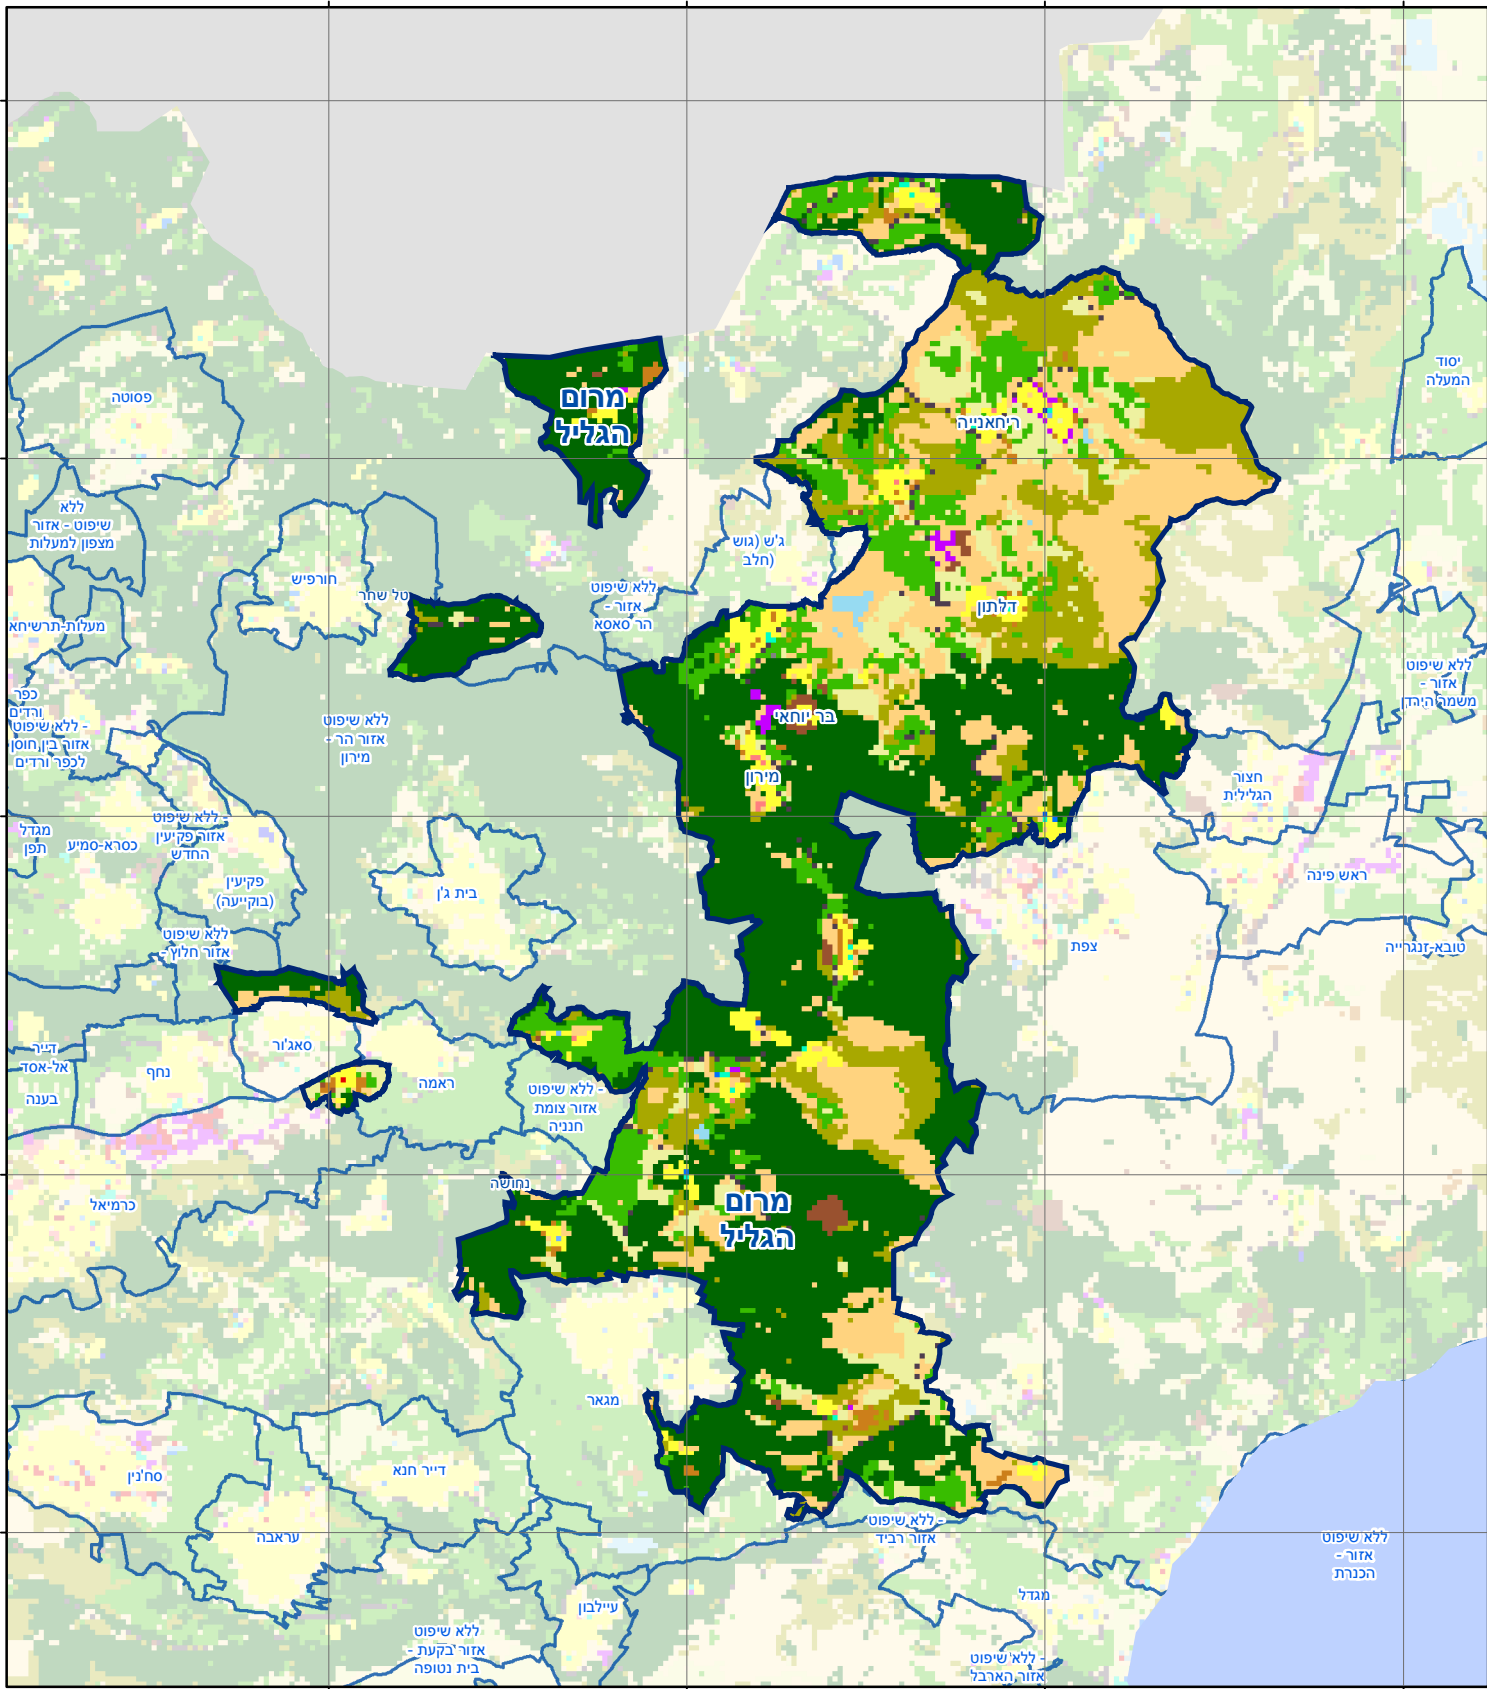 פסוטה
ללא
שיפוט - אזור
מצפון למעלות
מרום
הגליל
ריחאנייה
יסוד
המעלה
ג'ש (גוש
חלב)
חורפיש
טל שחר
ללא שיפוט
אזור -
הר סאסא
דלתון
מעלות-תרשיחא
ללא שיפוט
אזור -
משמר הירדן
כפר
ורדים
ללא שיפוט -
אזור בין חוסן
לכפר ורדים
ללא שיפוט
אזור הר -
מירון
בר יוחאי
מירון
חצור
הגלילית
ללא שיפוט -
אזור פקיעין
החדש
מגדל
תפן
כסרא-סמיע
פקיעין
(בוקייעה)
בית ג'ן
ראש פינה
ללא שיפוט
אזור חלוץ -
צפת
טובא-זנגרייה
דייר
אל-אסד
סאג'ור
נחף
ראמה
בענה
ללא שיפוט -
אזור צומת
חנניה
נחושה
כרמיאל
מרום
הגליל
מגאר
סח'נין
דייר חנא
עראבה
ללא שיפוט -
אזור רביד
ללא שיפוט
אזור -
הכנרת
מגדל
עיילבון
ללא שיפוט
אזור בקעת -
בית נטופה
ללא שיפוט -
אזור הארבל